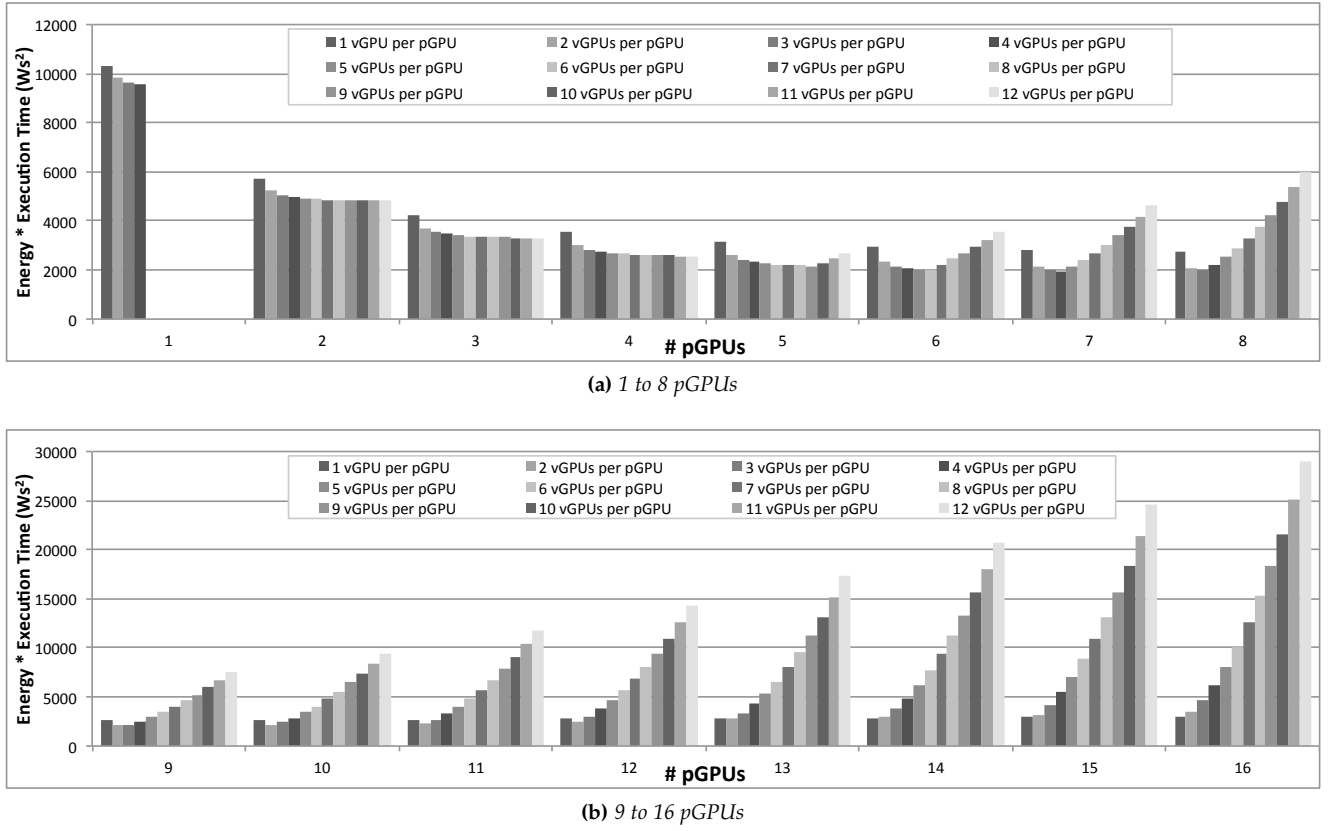 12000
10000
8000
6000
4000
2000
0
Energy * Execution Time (Ws²)
1 vGPU per pGPU 2 vGPUs per pGPU 3 vGPUs per pGPU 4 vGPUs per pGPU
5 vGPUs per pGPU 6 vGPUs per pGPU 7 vGPUs per pGPU 8 vGPUs per pGPU
9 vGPUs per pGPU 10 vGPUs per pGPU 11 vGPUs per pGPU 12 vGPUs per pGPU
1 2 3 4 5 6 7 8
# pGPUs
(a) 1 to 8 pGPUs
30000
25000
20000
15000
10000
5000
0
Energy * Execution Time (Ws²)
1 vGPU per pGPU 2 vGPUs per pGPU 3 vGPUs per pGPU 4 vGPUs per pGPU
5 vGPUs per pGPU 6 vGPUs per pGPU 7 vGPUs per pGPU 8 vGPUs per pGPU
9 vGPUs per pGPU 10 vGPUs per pGPU 11 vGPUs per pGPU 12 vGPUs per pGPU
9 10 11 12 13 14 15 16
# pGPUs
(b) 9 to 16 pGPUs